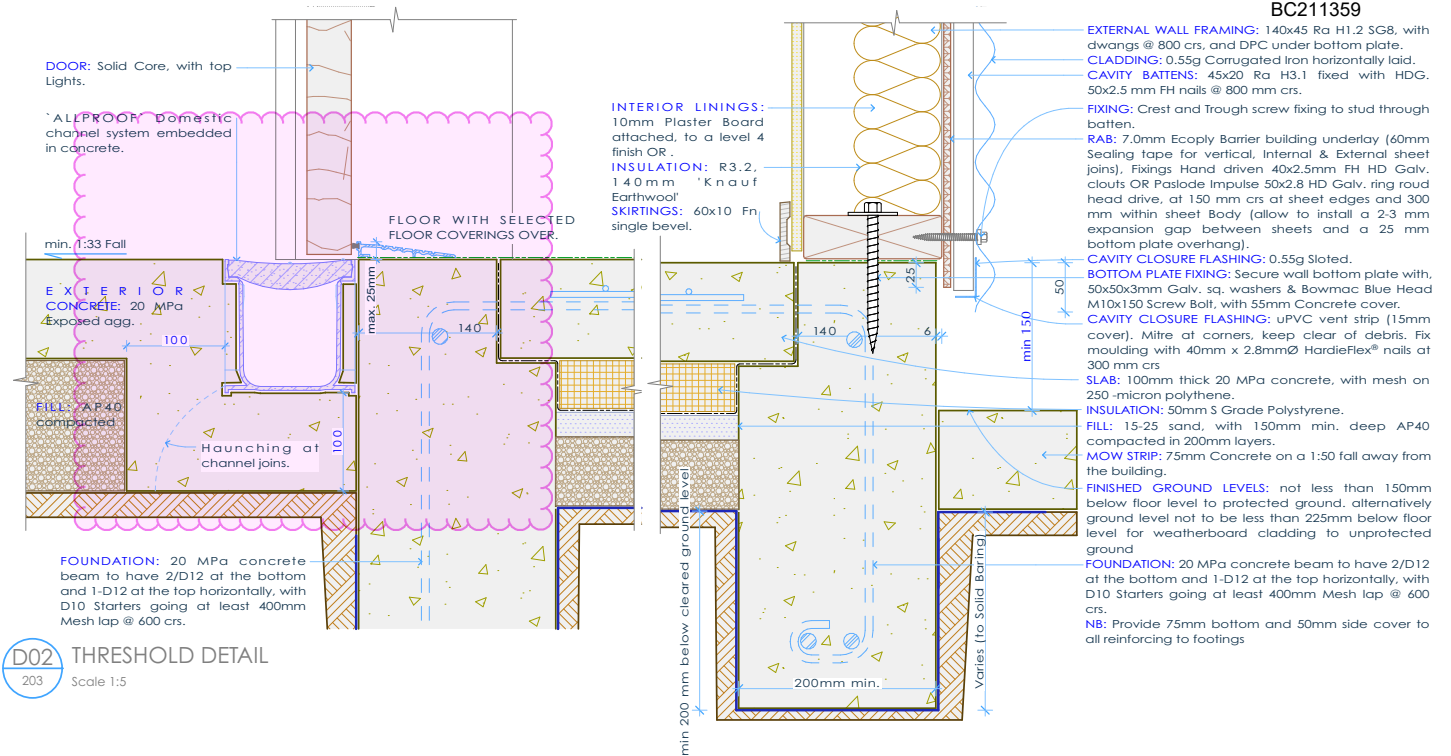 BC211359
DOOR: Solid Core, with top
Lights.
`ALLPROOF` Domestic
channel system embedded
in concrete.
min. 1:33 Fall
EXTERIOR
CONCRETE: 20 MPa
Exposed agg.
100
FILL: AP40
compacted
Haunching at
channel joins.
100
FLOOR WITH SELECTED
FLOOR COVERINGS OVER.
max. 25mm
140
FOUNDATION: 20 MPa concrete
beam to have 2/D12 at the bottom
and 1-D12 at the top horizontally, with
D10 Starters going at least 400mm
Mesh lap @ 600 crs.
D02
203
THRESHOLD DETAIL
Scale 1:5
INTERIOR LININGS:
10mm Plaster Board
attached, to a level 4
finish OR .
INSULATION: R3.2,
140mm 'Knauf
Earthwool'
SKIRTINGS: 60x10 Fn
single bevel.
140
25
6
50
min 150
min 200 mm below cleared ground level
200mm min.
Varies (to Solid Baring)
EXTERNAL WALL FRAMING: 140x45 Ra H1.2 SG8, with
dwangs @ 800 crs, and DPC under bottom plate.
CLADDING: 0.55g Corrugated Iron horizontally laid.
CAVITY BATTENS: 45x20 Ra H3.1 fixed with HDG.
50x2.5 mm FH nails @ 800 mm crs.
FIXING: Crest and Trough screw fixing to stud through
batten.
RAB: 7.0mm Ecoply Barrier building underlay (60mm
Sealing tape for vertical, Internal & External sheet
joins), Fixings Hand driven 40x2.5mm FH HD Galv.
clouts OR Paslode Impulse 50x2.8 HD Galv. ring roud
head drive, at 150 mm crs at sheet edges and 300
mm within sheet Body (allow to install a 2-3 mm
expansion gap between sheets and a 25 mm
bottom plate overhang).
CAVITY CLOSURE FLASHING: 0.55g Sloted.
BOTTOM PLATE FIXING: Secure wall bottom plate with,
50x50x3mm Galv. sq. washers & Bowmac Blue Head
M10x150 Screw Bolt, with 55mm Concrete cover.
CAVITY CLOSURE FLASHING: uPVC vent strip (15mm
cover). Mitre at corners, keep clear of debris. Fix
moulding with 40mm x 2.8mmØ HardieFlex® nails at
300 mm crs
SLAB: 100mm thick 20 MPa concrete, with mesh on
250 -micron polythene.
INSULATION: 50mm S Grade Polystyrene.
FILL: 15-25 sand, with 150mm min. deep AP40
compacted in 200mm layers.
MOW STRIP: 75mm Concrete on a 1:50 fall away from
the building.
FINISHED GROUND LEVELS: not less than 150mm
below floor level to protected ground. alternatively
ground level not to be less than 225mm below floor
level for weatherboard cladding to unprotected
ground
FOUNDATION: 20 MPa concrete beam to have 2/D12
at the bottom and 1-D12 at the top horizontally, with
D10 Starters going at least 400mm Mesh lap @ 600
crs.
NB: Provide 75mm bottom and 50mm side cover to
all reinforcing to footings